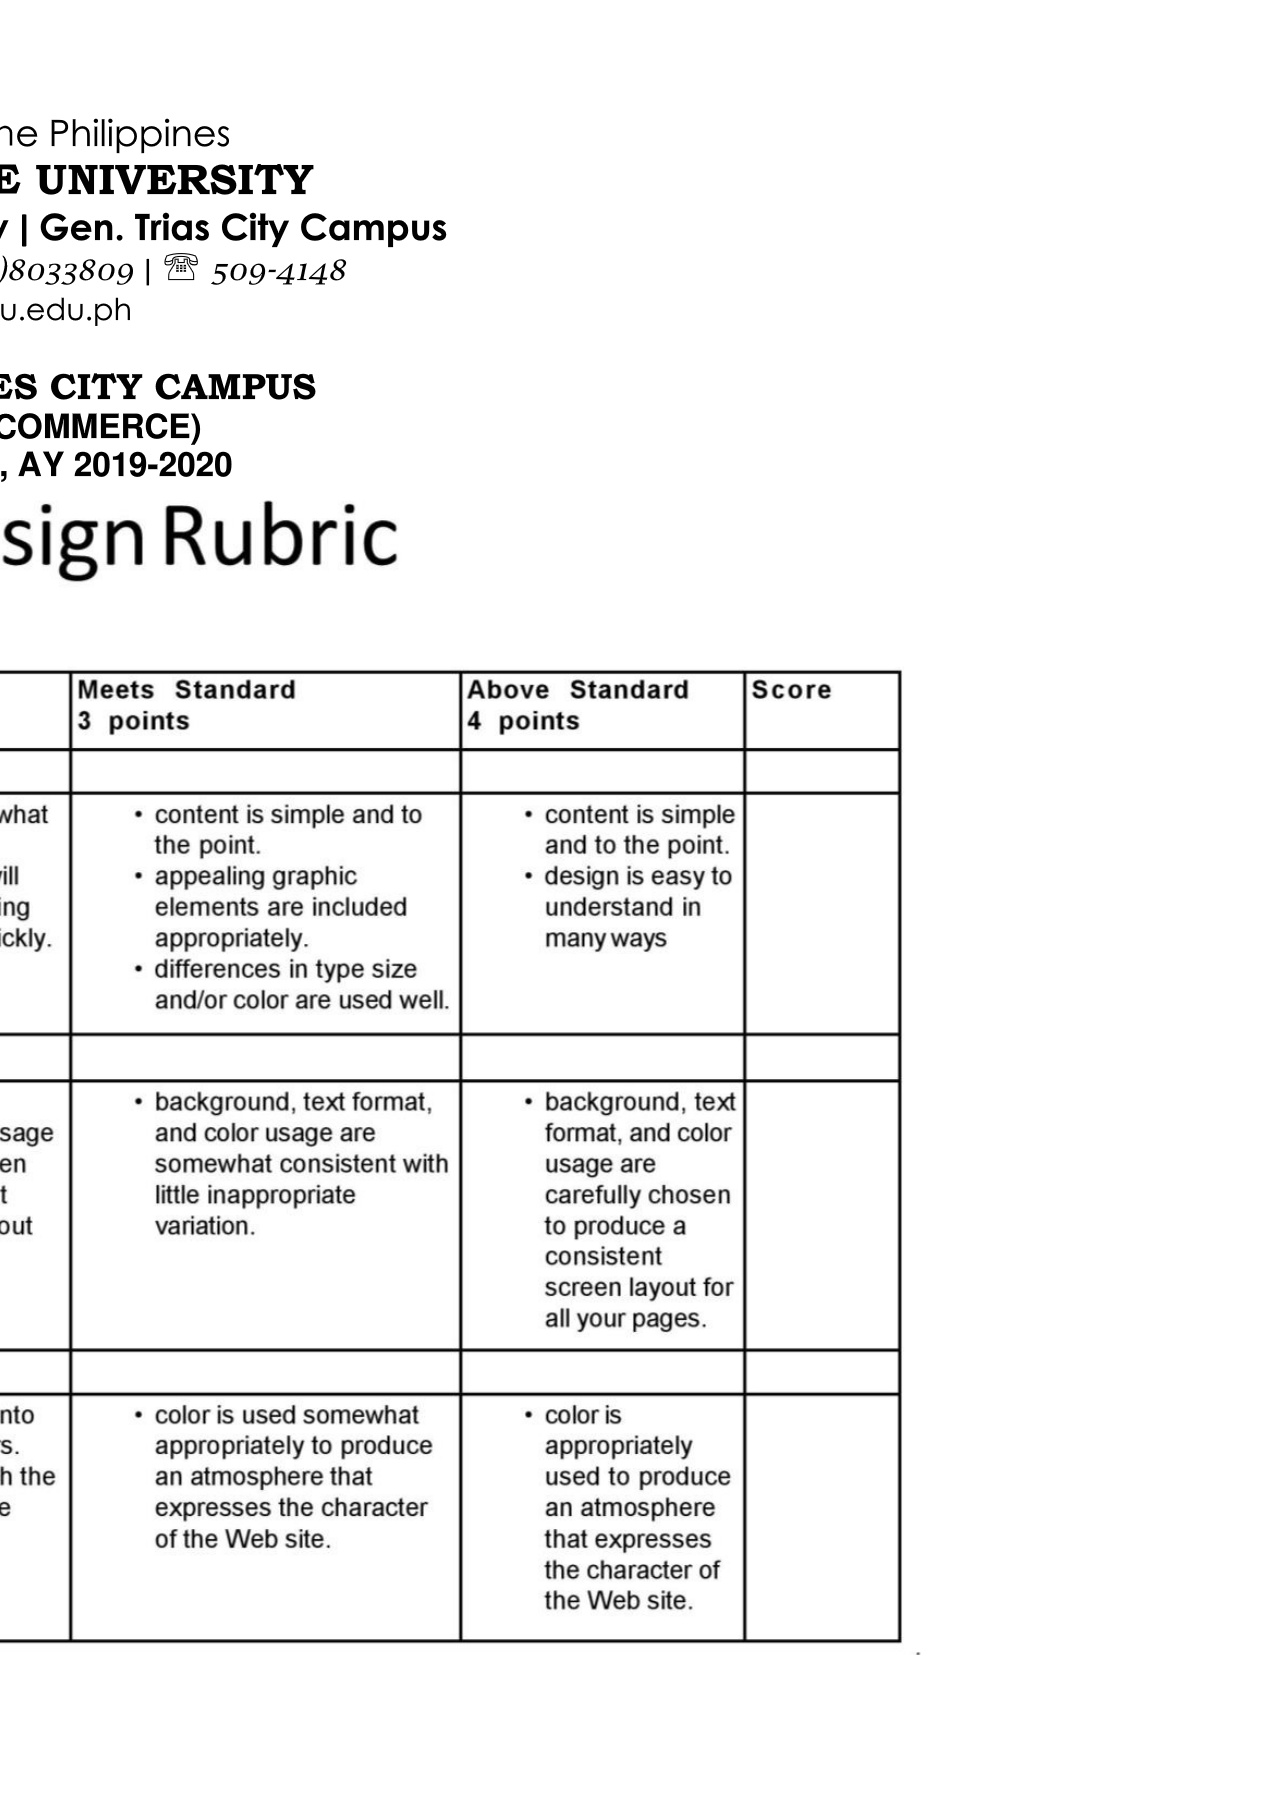 ne Philippines
E UNIVERSITY
y | Gen. Trias City Campus
)8033809 | ☏ 509-4148
u.edu.ph
ES CITY CAMPUS
COMMERCE)
, AY 2019-2020
sign Rubric
Meets Standard
3 points
Above Standard
4 points
Score
what
vill
ing
ickly.
• content is simple and to
the point.
• appealing graphic
elements are included
appropriately.
• differences in type size
and/or color are used well.
• content is simple
and to the point.
• design is easy to
understand in
many ways
sage
en
t
out
• background, text format,
and color usage are
somewhat consistent with
little inappropriate
variation.
• background, text
format, and color
usage are
carefully chosen
to produce a
consistent
screen layout for
all your pages.
nto
s.
h the
e
• color is used somewhat
appropriately to produce
an atmosphere that
expresses the character
of the Web site.
• color is
appropriately
used to produce
an atmosphere
that expresses
the character of
the Web site.